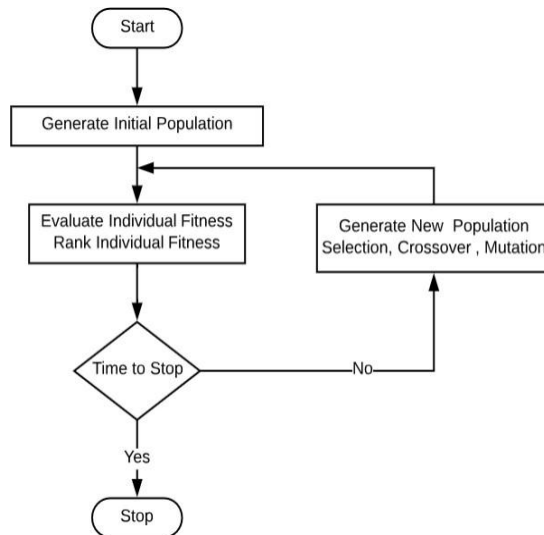 Start
Generate Initial Population
Evaluate Individual Fitness
Rank Individual Fitness
Generate New Population
Selection, Crossover , Mutation
Time to Stop
No
Yes
Stop